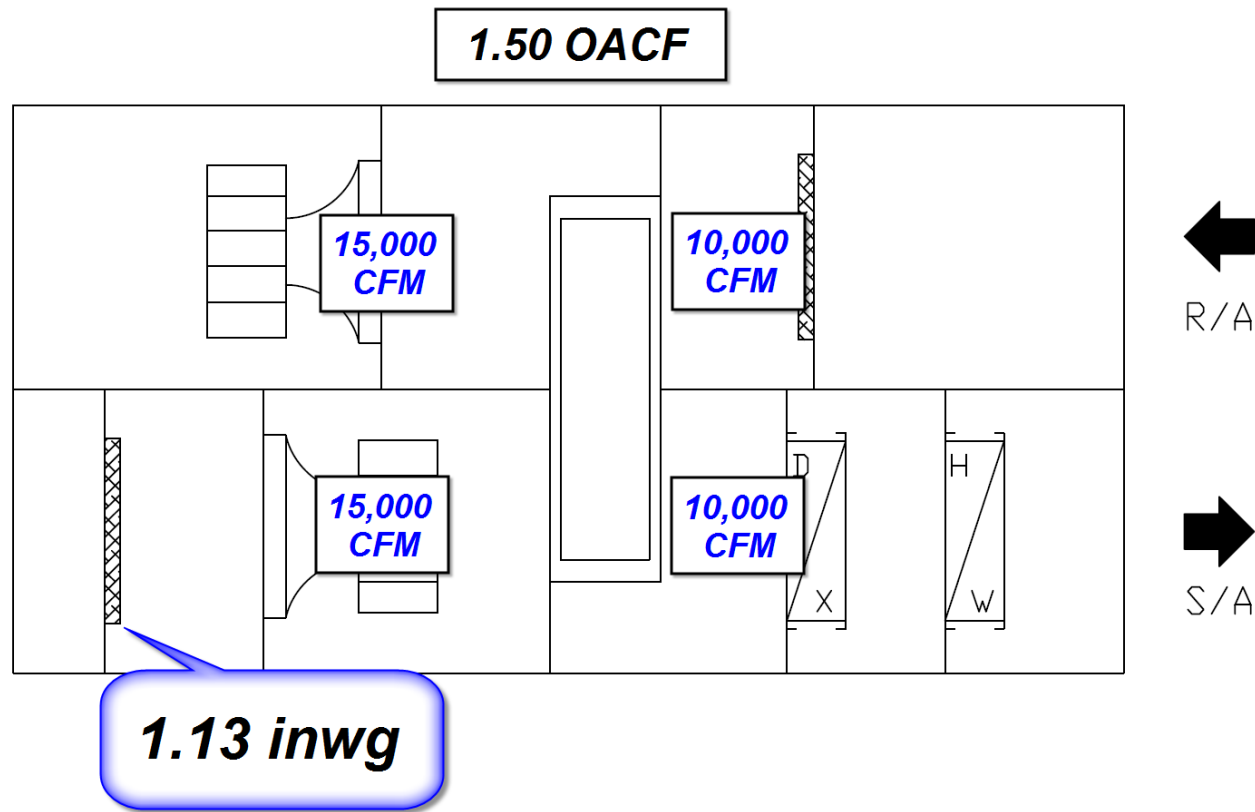 1.50 OACF
15,000
CFM
10,000
CFM
R/A
15,000
CFM
10,000
CFM
D
X
H
W
S/A
1.13 inwg